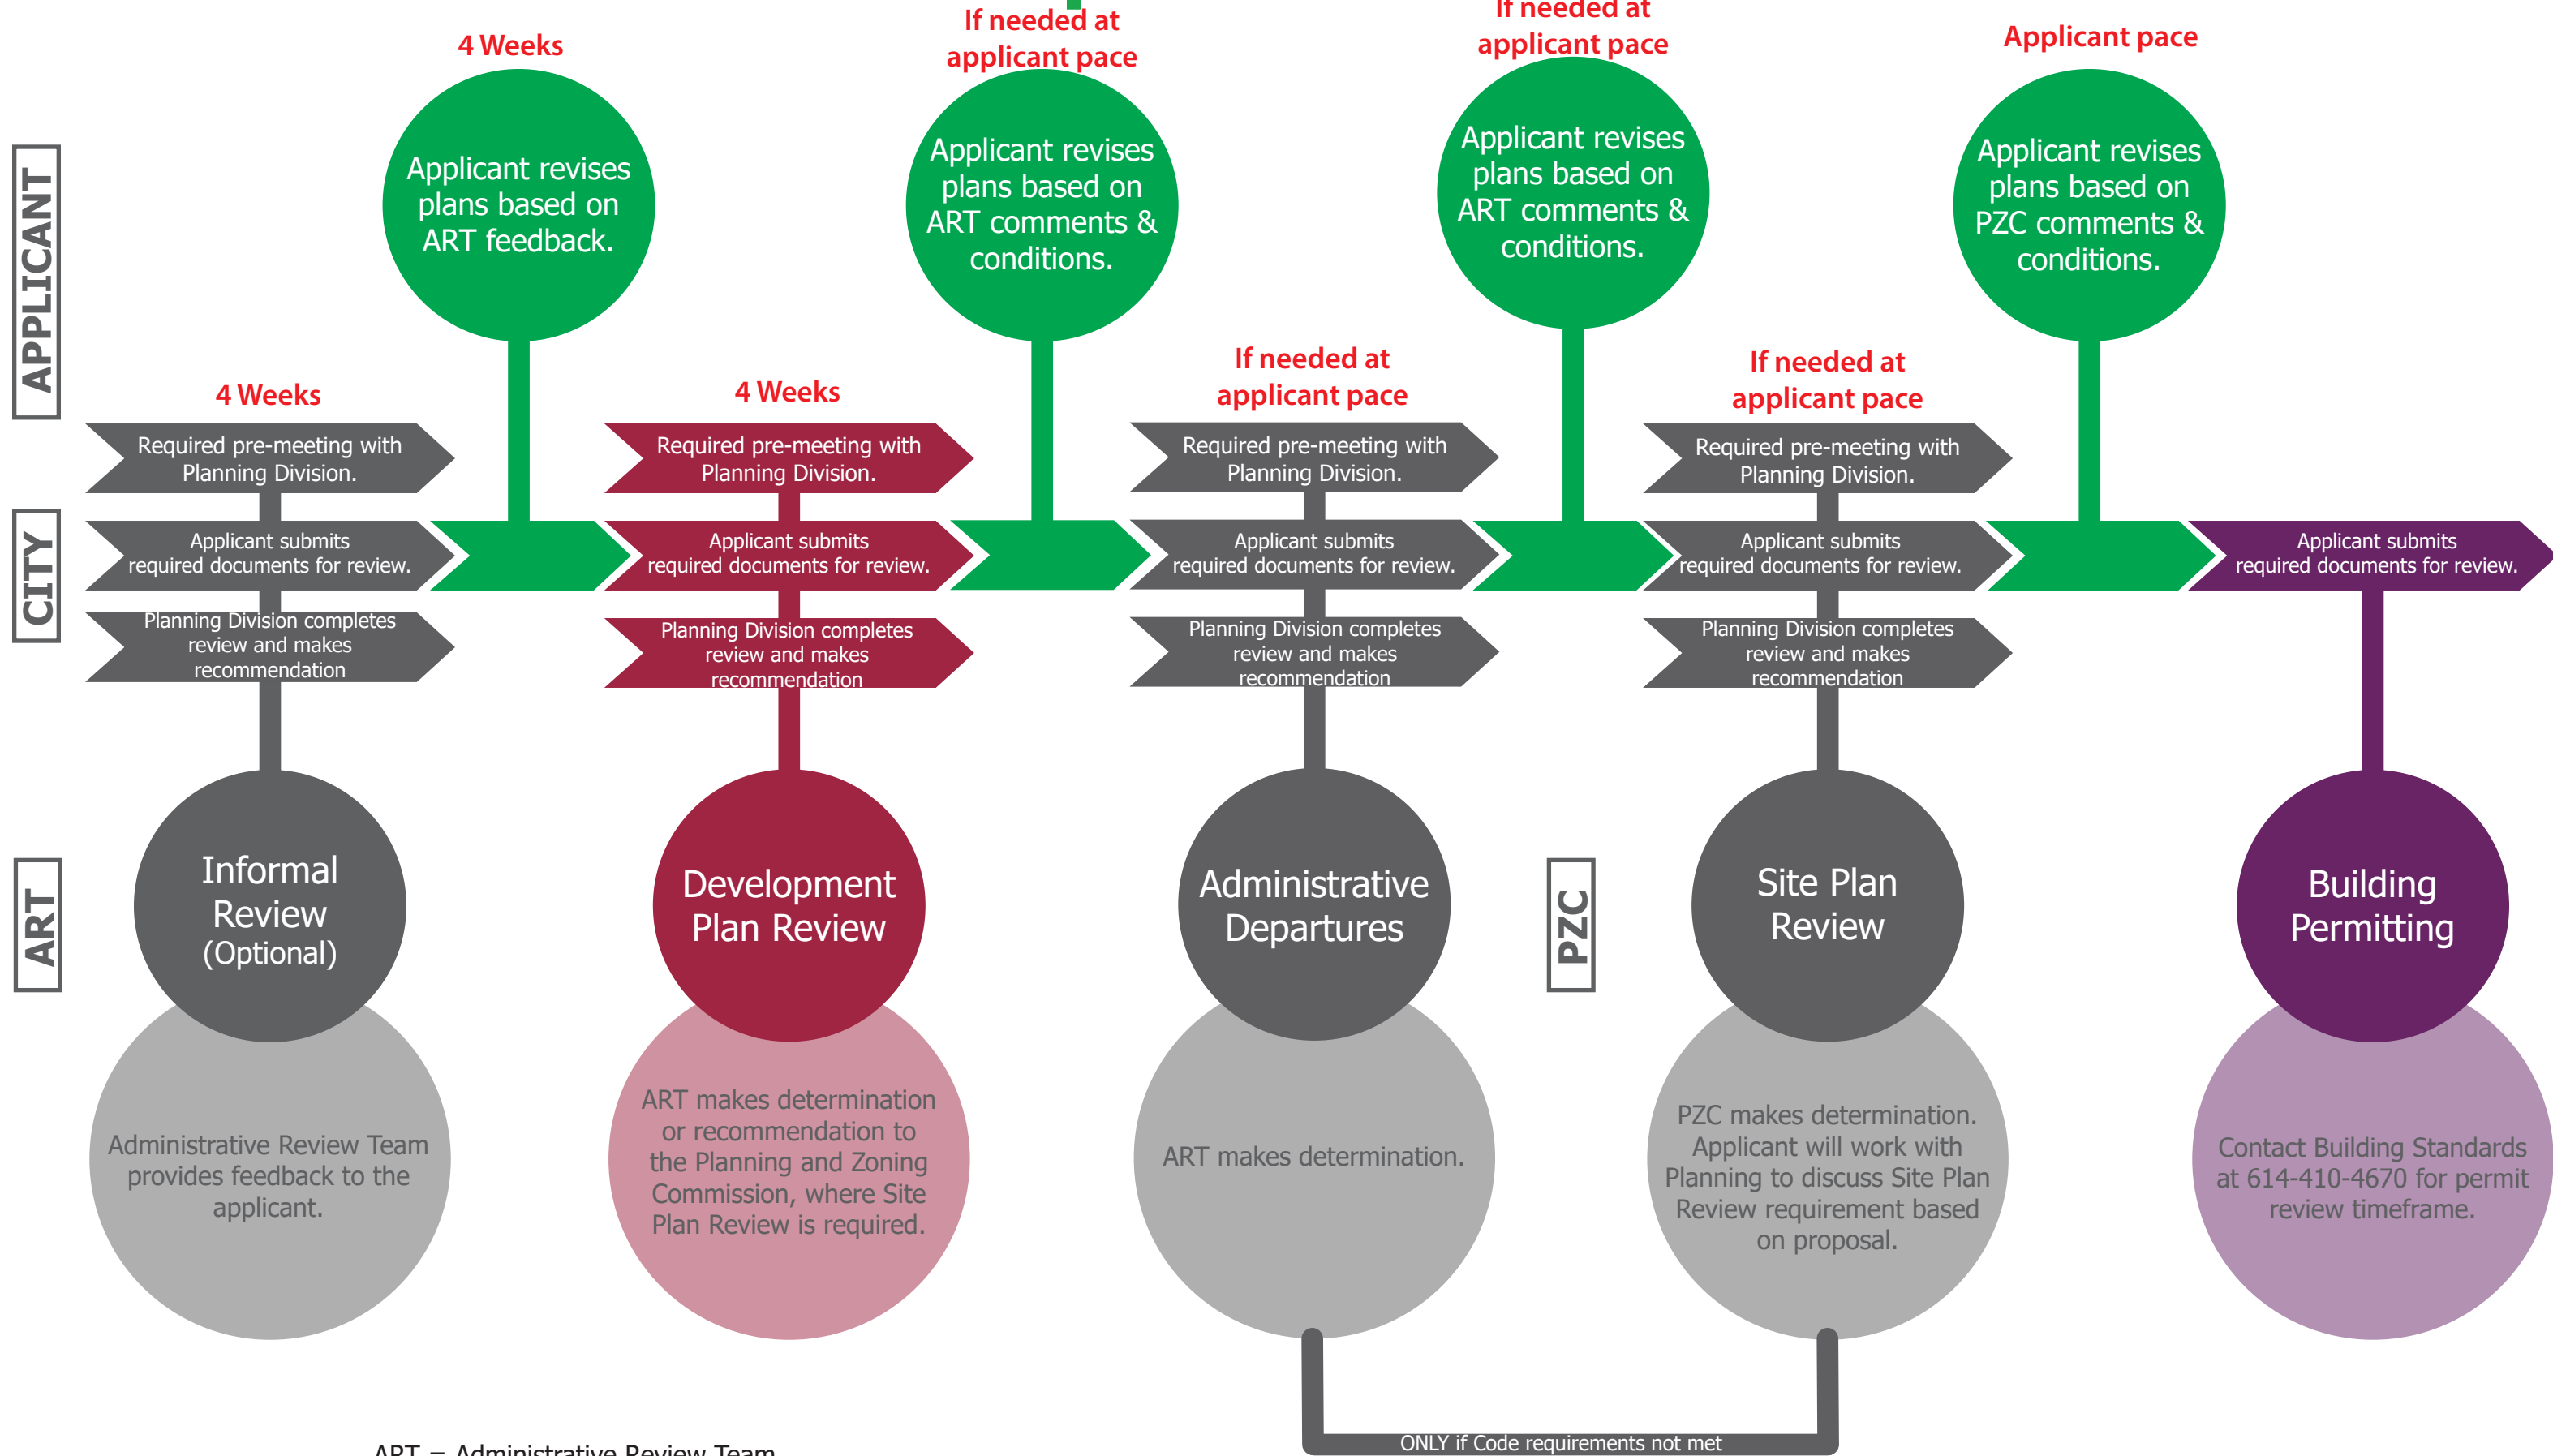 4 Weeks
Applicant revises
plans based on
ART feedback.
If needed at
applicant pace
Applicant revises
plans based on
ART comments &
conditions.
If needed at
applicant pace
Applicant revises
plans based on
ART comments &
conditions.
Applicant pace
Applicant revises
plans based on
PZC comments &
conditions.
APPLICANT
4 Weeks
Required pre-meeting with
Planning Division.
4 Weeks
Required pre-meeting with
Planning Division.
If needed at
applicant pace
Required pre-meeting with
Planning Division.
If needed at
applicant pace
Required pre-meeting with
Planning Division.
CITY
Applicant submits
required documents for review.
Applicant submits
required documents for review.
Applicant submits
required documents for review.
Applicant submits
required documents for review.
Applicant submits
required documents for review.
Planning Division completes
review and makes
recommendation
Planning Division completes
review and makes
recommendation
Planning Division completes
review and makes
recommendation
Planning Division completes
review and makes
recommendation
ART
Informal
Review
(Optional)
Development
Plan Review
Administrative
Departures
PZC
Site Plan
Review
Building
Permitting
Administrative Review Team
provides feedback to the
applicant.
ART makes determination
or recommendation to
the Planning and Zoning
Commission, where Site
Plan Review is required.
ART makes determination.
PZC makes determination.
Applicant will work with
Planning to discuss Site Plan
Review requirement based
on proposal.
Contact Building Standards
at 614-410-4670 for permit
review timeframe.
ONLY if Code requirements not met
ART = Administrative Review Team